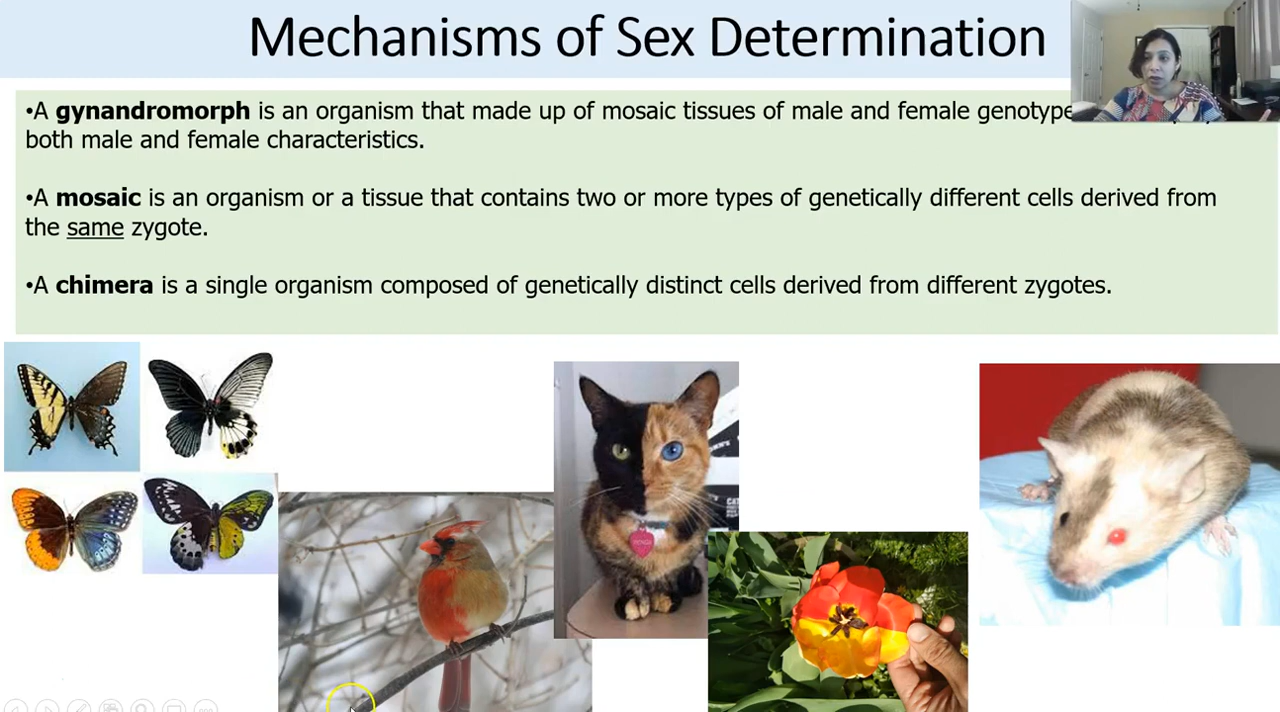 Mechanisms of Sex Determination
•A gynandromorph is an organism that made up of mosaic tissues of male and female genotype
both male and female characteristics.
•A mosaic is an organism or a tissue that contains two or more types of genetically different cells derived from
the same zygote.
•A chimera is a single organism composed of genetically distinct cells derived from different zygotes.